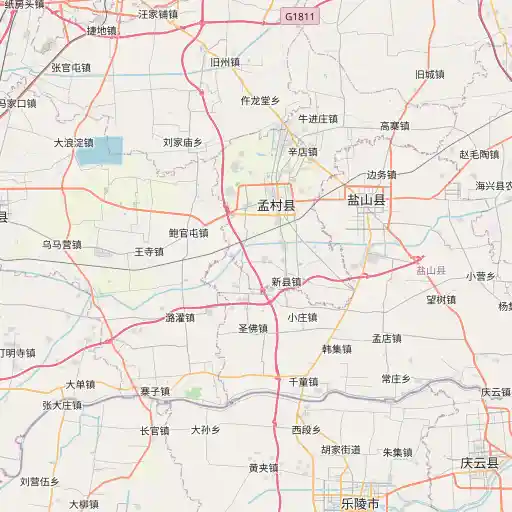 纸房头镇
汪家铺镇
G1811
捷地镇
张官屯镇
旧州镇
旧城镇
马家口镇
仵龙堂乡
牛进庄镇
高寨镇
大浪淀镇
刘家庙乡
辛店镇
赵毛陶镇
边务镇
海兴县农
孟村县
盐山县
县
鲍官屯镇
乌马营镇
王寺镇
盐山县
小营乡
新县镇
望树镇
杨集
潞灌镇
圣佛镇
小庄镇
孟店镇
韩集镇
丁明寺镇
大单镇
寨子镇
千童镇
常庄乡
庆云镇
张大庄镇
长官镇
大孙乡
西段乡
胡家街道
朱集镇
庆云县
黄夹镇
刘营伍乡
大柳镇
乐陵市